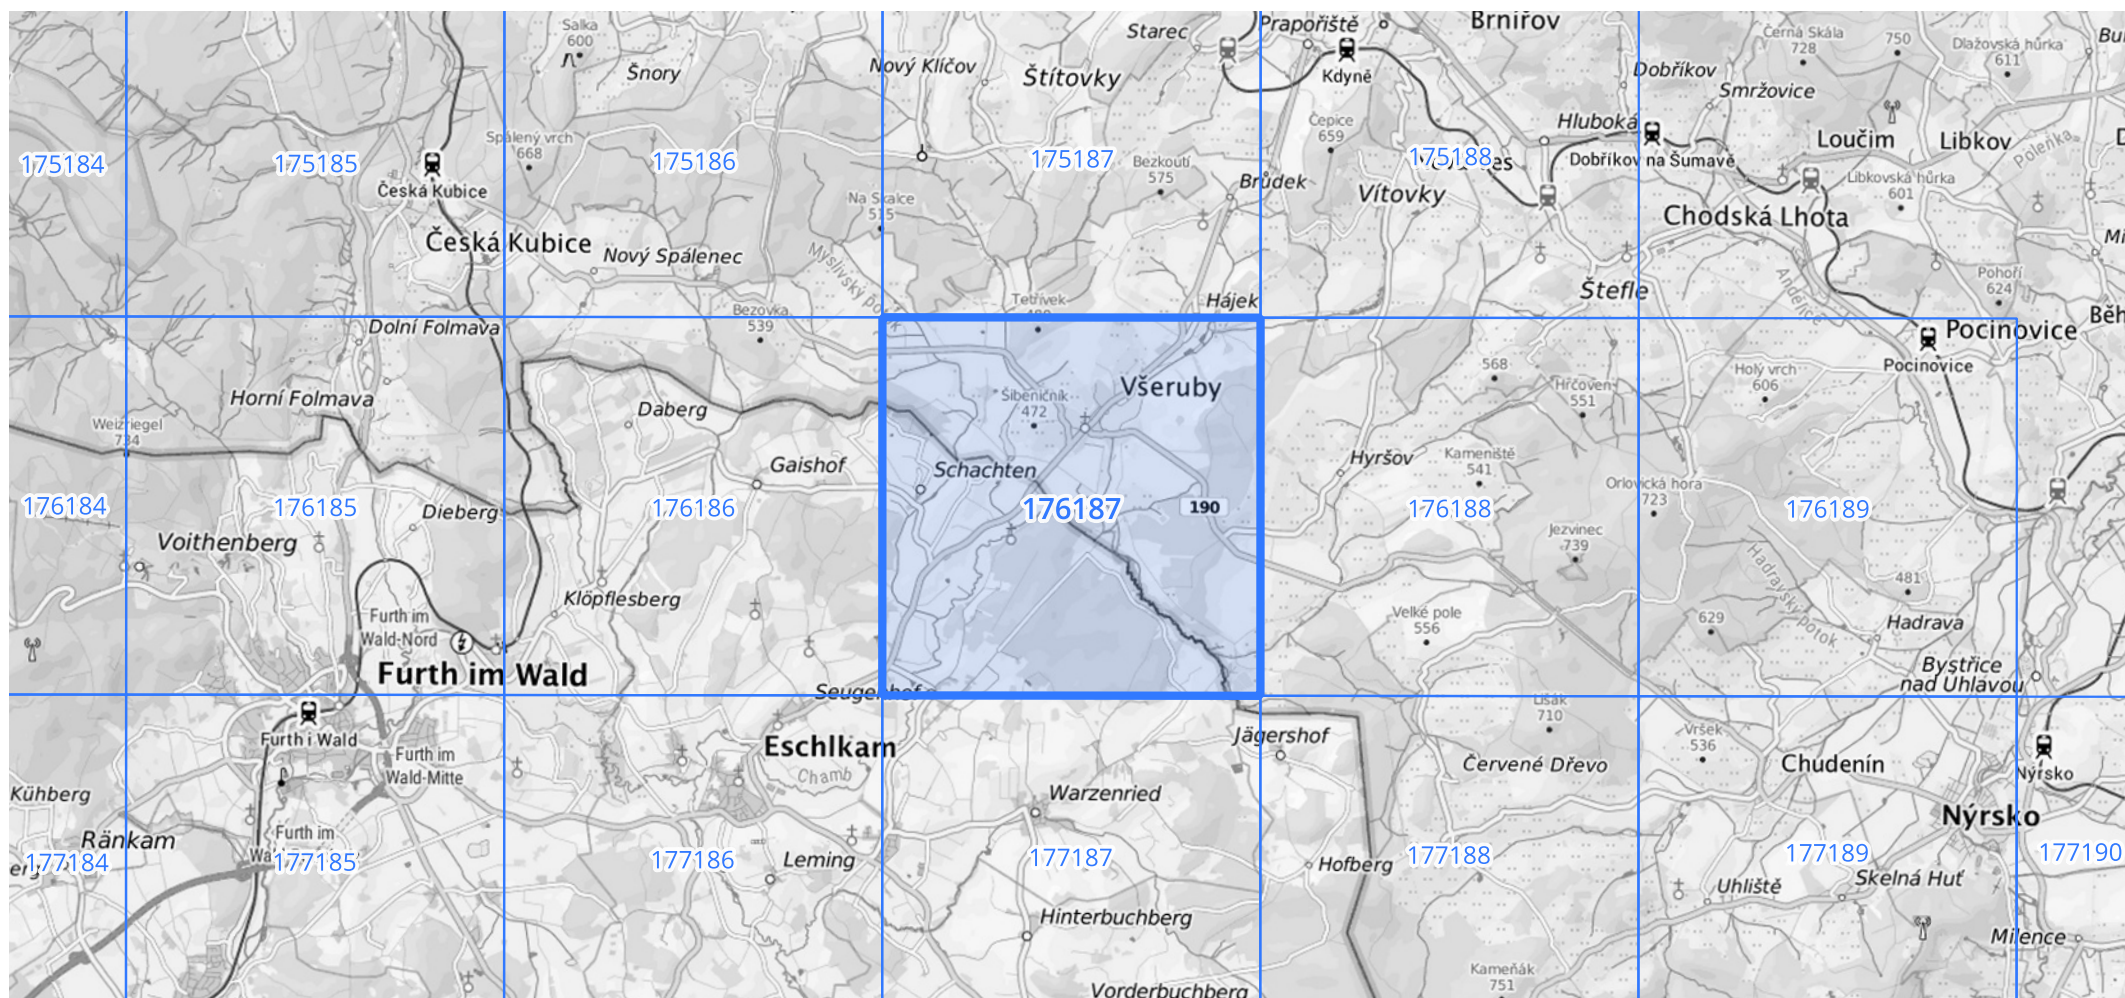 Salka
600
Šnory
Starec
Prapořiště
Brnířov
Černá Skála
728
750
Dlažovská hůrka
611
Nový Klíčov
Štítovky
Kdyně
Dobříkov
Smržovice
Spálený vrch
668
Čepice
659
Hluboká
Loučim
Libkov
Poleňka
175184
175185
175186
175187
175188
Bezkoutí
575
Dobříkov na Šumavě
Česká Kubice
Brůdek
Vítovky
Libkovská hůrka
601
Na Skalce
515
Chodská Lhota
Česká Kubice
Nový Spálenec
Pohoří
624
Andělice
Štefle
Tetřívek
Hájek
Bezovka
539
Dolní Folmava
Pocinovice
Pocinovice
Běh
568
Holý vrch
606
Hrčoven
551
Všeruby
Šibeničník
472
Horní Folmava
Daberg
Weizriegel
734
Schachten
Gaishof
Hyršov
Kameniště
541
Orlovická hora
723
176184
176185
176186
176187
190
176188
176189
Dieberg
Voithenberg
Jezvinec
739
Hadravský potok
481
Klöpflesberg
Furth im
Wald-Nord
Velké pole
556
629
Hadrava
Furth im Wald
Bystřice
nad Úhlavou
Seugenhof
Lišák
710
Furth i Wald
Eschlkam
Jägershof
Vršek
536
Furth im
Wald-Mitte
Chamb
Červené Dřevo
Chudenín
Nýrsko
Kühberg
Warzenried
Nýrsko
Ränkam
Furth im
177184
177185
177186
Leming
177187
177188
177189
177190
Hofberg
Uhliště
Skelná Huť
Hinterbuchberg
Milence
Kameňák
751
Vorderbuchberg